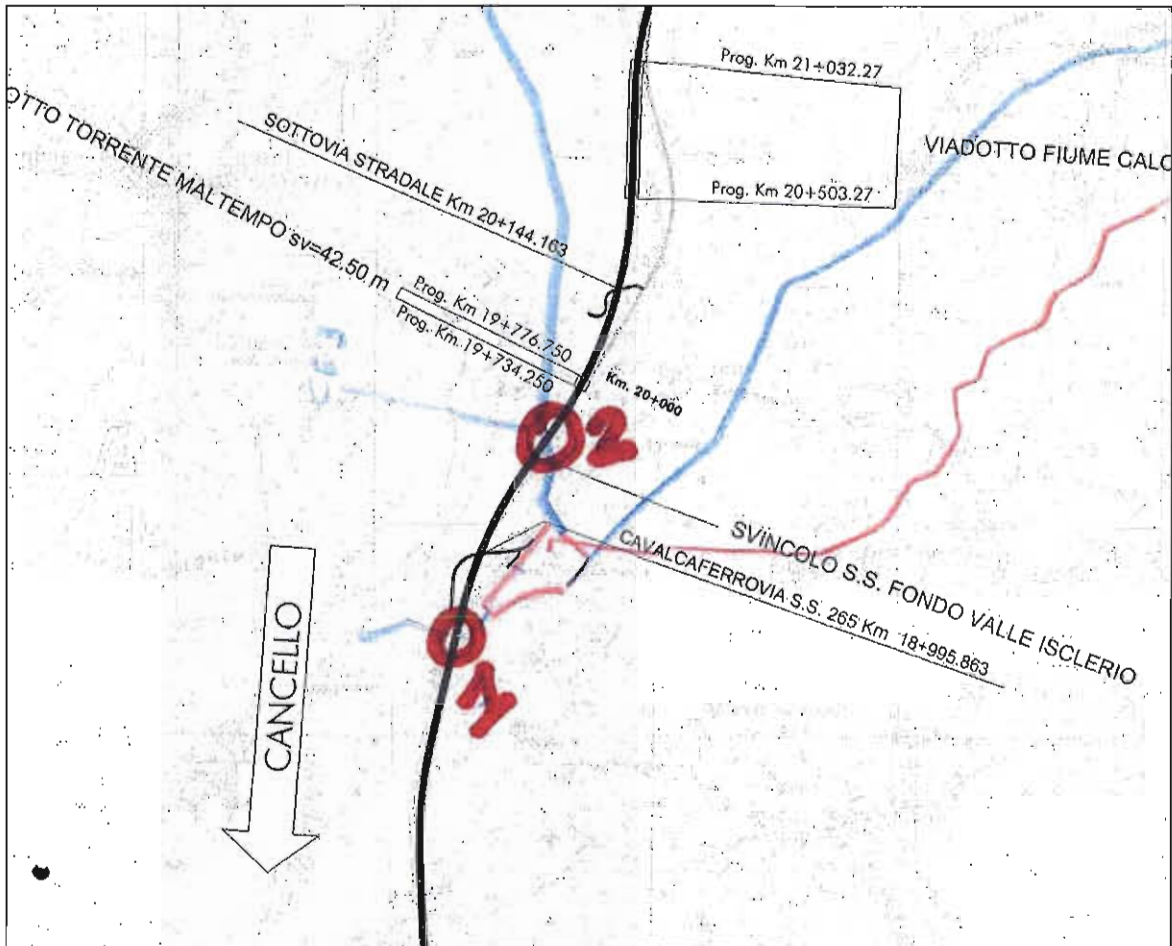 Prog. Km 21+032.27
VIADOTTO FIUME CALO
Prog. Km 20+503.27
SOTTOVIA STRADALE Km 20+144.163
OTTO TORRENTE MALTEMPO sv=42.50 m
Prog. Km 19+776.750
Prog. Km 19+734.250
Km. 20+000
2
SVINCOLO S.S. FONDO VALLE ISCLERIO
CAVALCAFERROVIA S.S. 265 Km 18+995.863
1
CANCELLO